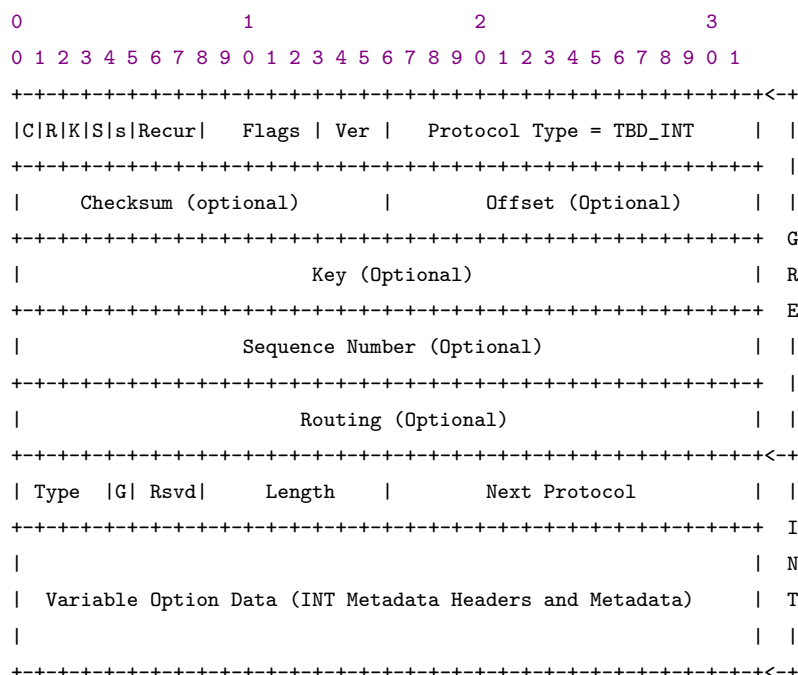 0                   1                   2                   3
0 1 2 3 4 5 6 7 8 9 0 1 2 3 4 5 6 7 8 9 0 1 2 3 4 5 6 7 8 9 0 1
+-+-+-+-+-+-+-+-+-+-+-+-+-+-+-+-+-+-+-+-+-+-+-+-+-+-+-+-+-+-+-+-+<-+
|C|R|K|S|s|Recur|   Flags | Ver |   Protocol Type = TBD_INT     |  |
+-+-+-+-+-+-+-+-+-+-+-+-+-+-+-+-+-+-+-+-+-+-+-+-+-+-+-+-+-+-+-+-+  |
|     Checksum (optional)       |        Offset (Optional)      |  |
+-+-+-+-+-+-+-+-+-+-+-+-+-+-+-+-+-+-+-+-+-+-+-+-+-+-+-+-+-+-+-+-+  G
|                         Key (Optional)                        |  R
+-+-+-+-+-+-+-+-+-+-+-+-+-+-+-+-+-+-+-+-+-+-+-+-+-+-+-+-+-+-+-+-+  E
|                   Sequence Number (Optional)                  |  |
+-+-+-+-+-+-+-+-+-+-+-+-+-+-+-+-+-+-+-+-+-+-+-+-+-+-+-+-+-+-+-+-+  |
|                        Routing (Optional)                     |  |
+-+-+-+-+-+-+-+-+-+-+-+-+-+-+-+-+-+-+-+-+-+-+-+-+-+-+-+-+-+-+-+-+<-+
| Type  |G| Rsvd|     Length    |        Next Protocol          |  |
+-+-+-+-+-+-+-+-+-+-+-+-+-+-+-+-+-+-+-+-+-+-+-+-+-+-+-+-+-+-+-+-+  I
|                                                               |  N
|  Variable Option Data (INT Metadata Headers and Metadata)     |  T
|                                                               |  |
+-+-+-+-+-+-+-+-+-+-+-+-+-+-+-+-+-+-+-+-+-+-+-+-+-+-+-+-+-+-+-+-+<-+